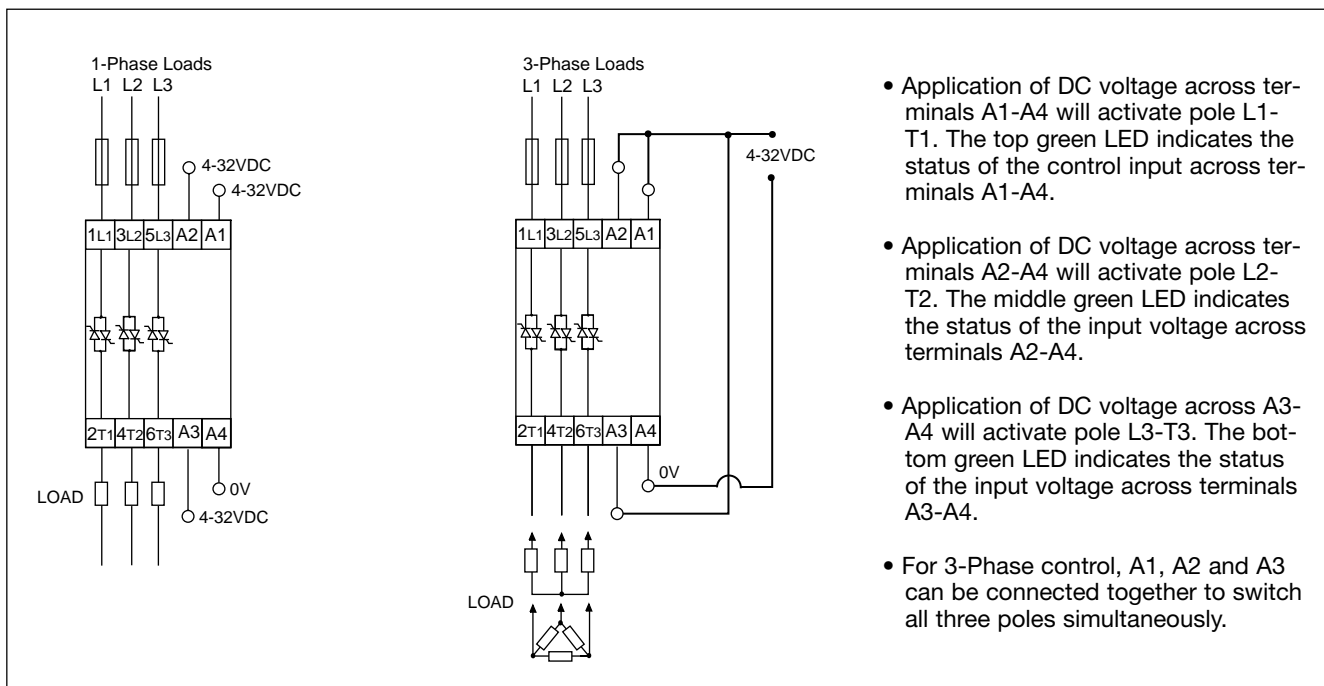 1-Phase Loads
L1 L2 L3
4-32VDC
4-32VDC
1L1 3L2 5L3 A2 A1
2T1 4T2 6T3 A3 A4
LOAD
0V
4-32VDC
3-Phase Loads
L1 L2 L3
4-32VDC
1L1 3L2 5L3 A2 A1
2T1 4T2 6T3 A3 A4
0V
LOAD
• Application of DC voltage across ter-
minals A1-A4 will activate pole L1-
T1. The top green LED indicates the
status of the control input across ter-
minals A1-A4.
• Application of DC voltage across ter-
minals A2-A4 will activate pole L2-
T2. The middle green LED indicates
the status of the input voltage across
terminals A2-A4.
• Application of DC voltage across A3-
A4 will activate pole L3-T3. The bot-
tom green LED indicates the status
of the input voltage across terminals
A3-A4.
• For 3-Phase control, A1, A2 and A3
can be connected together to switch
all three poles simultaneously.